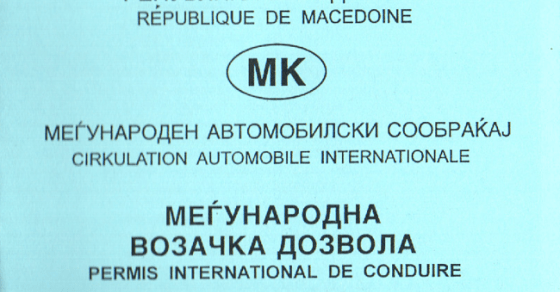 RÉPUBLIQUE DE MACEDOINE
MK
МЕЃУНАРОДЕН АВТОМОБИЛСКИ СООБРАЌАЈ
CIRKULATION AUTOMOBILE INTERNATIONALE
МЕЃУНАРОДНА
ВОЗАЧКА ДОЗВОЛА
PERMIS INTERNATIONAL DE CONDUIRE